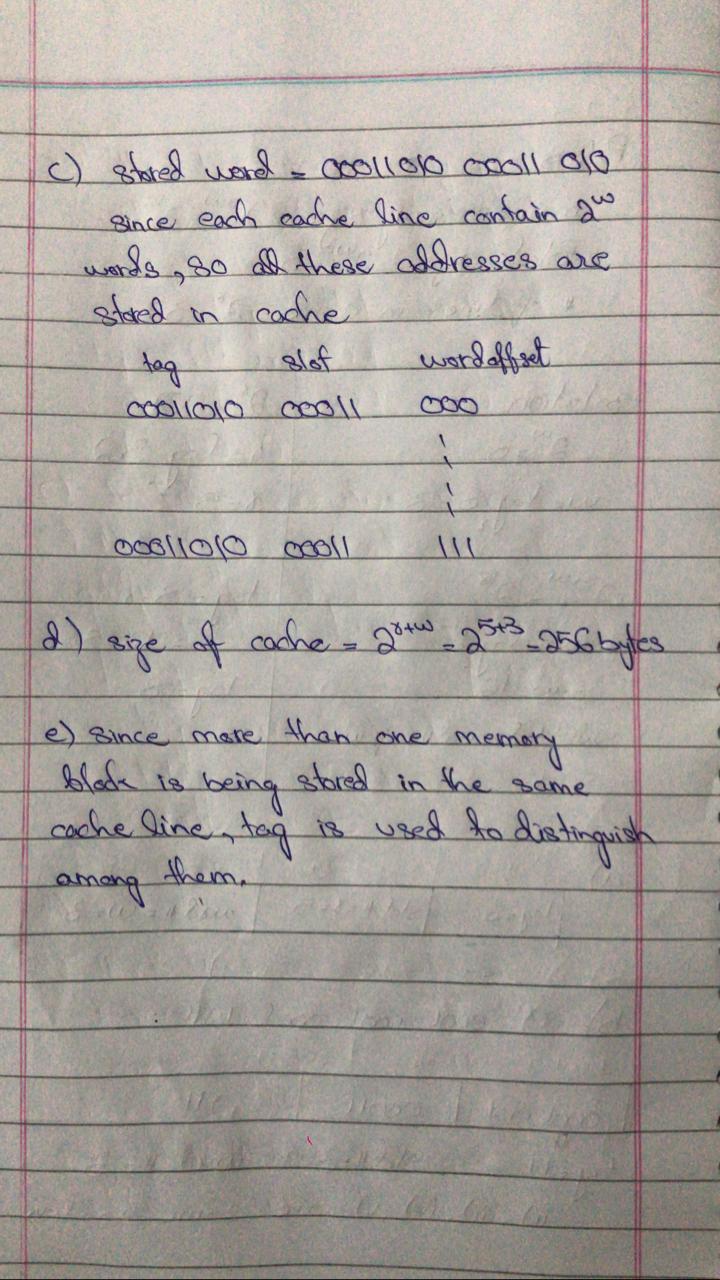 c) stored word = 00011010 00011 010
since each cache line contain 2^w
words, so all these addresses are
stored in cache
tag slot word offset
00011010 00011 000
00011010 00011 111
d) size of cache = 2^r+w = 2^5+3 = 256 bytes
e) since more than one memory
block is being stored in the same
cache line, tag is used to distinguish
among them.